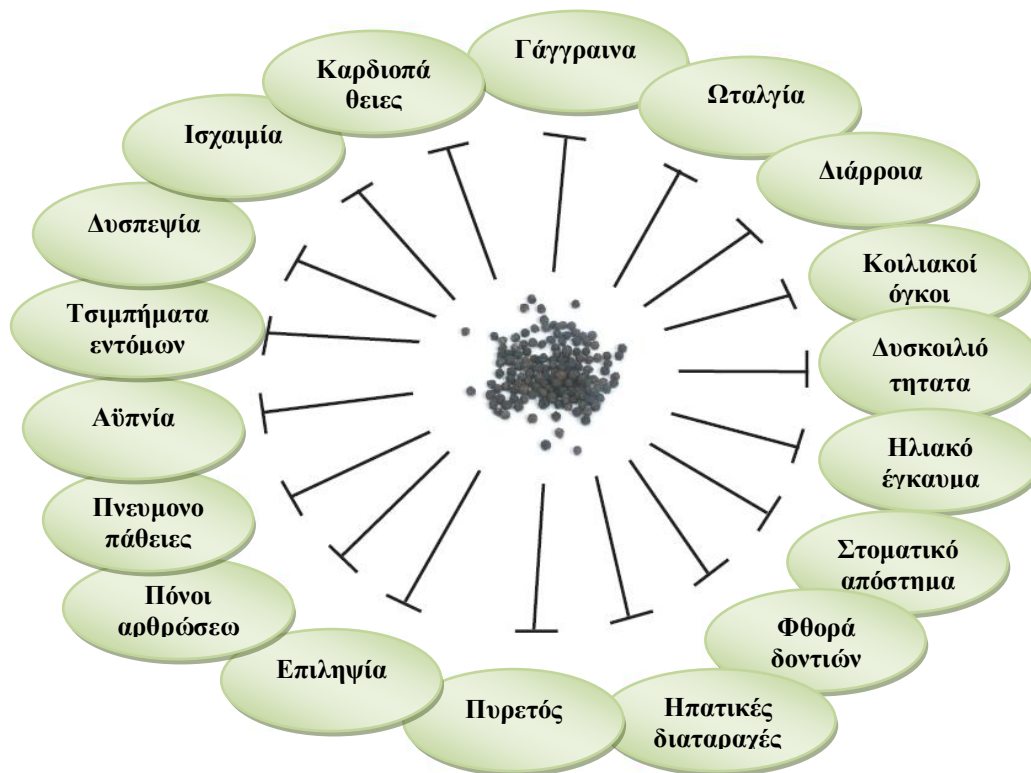 Γάγγραινα
Ωταλγία
Διάρροια
Κοιλιακοί
όγκοι
Δυσκοιλιό
τητατα
Ηλιακό
έγκαυμα
Στοματικό
απόστημα
Φθορά
δοντιών
Ηπατικές
διαταραχές
Πυρετός
Επιληψία
Πόνοι
αρθρώσεω
Πνευμονο
πάθειες
Αϋπνία
Τσιμπήματα
εντόμων
Δυσπεψία
Ισχαιμία
Καρδιοπά
θειες